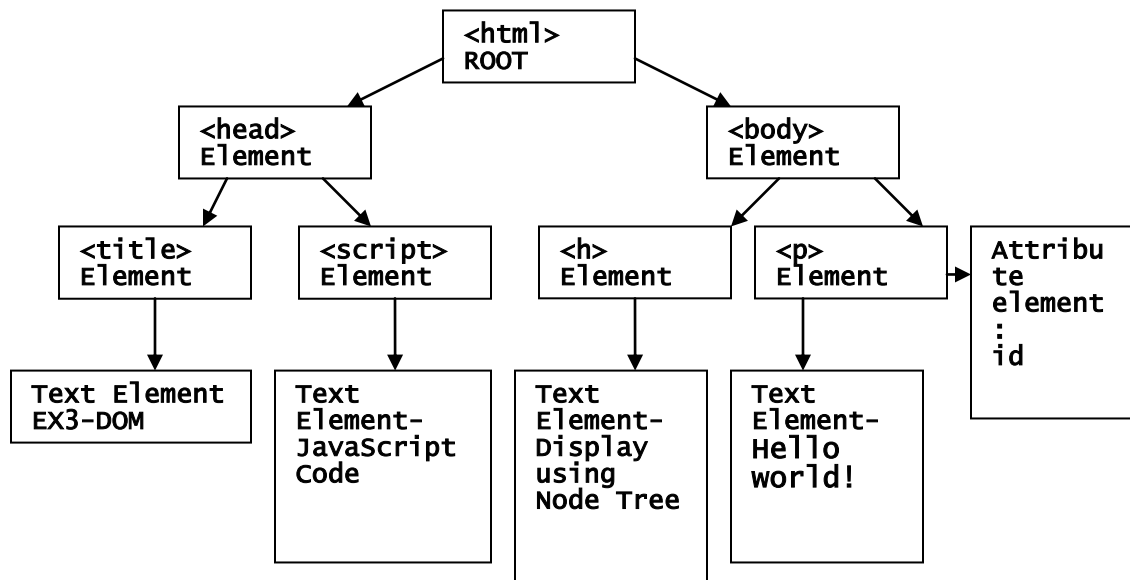 <html>
ROOT
<head>
Element
<body>
Element
<title>
Element
<script>
Element
<h>
Element
<p>
Element
Attribu
te
element
:
id
Text Element
EX3-DOM
Text
Element-
JavaScript
Code
Text
Element-
Display
using
Node Tree
Text
Element-
Hello
world!